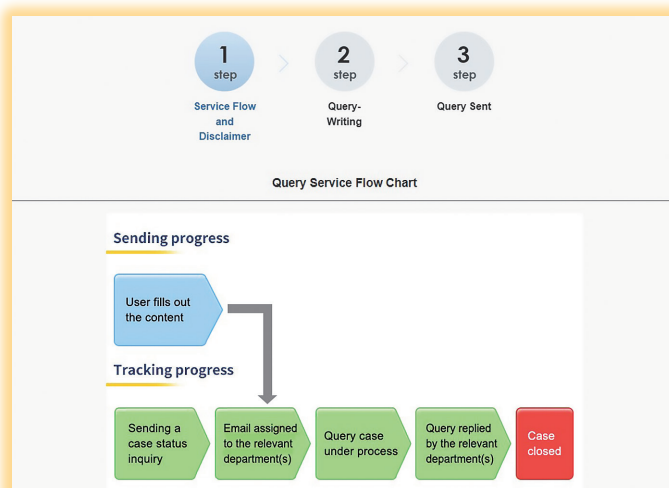 1
step
2
step
3
step
Service Flow
and
Disclaimer
Query-
Writing
Query Sent
Query Service Flow Chart
Sending progress
User fills out
the content
Tracking progress
Sending a
case status
inquiry
Email assigned
to the relevant
department(s)
Query case
under process
Query replied
by the relevant
department(s)
Case
closed